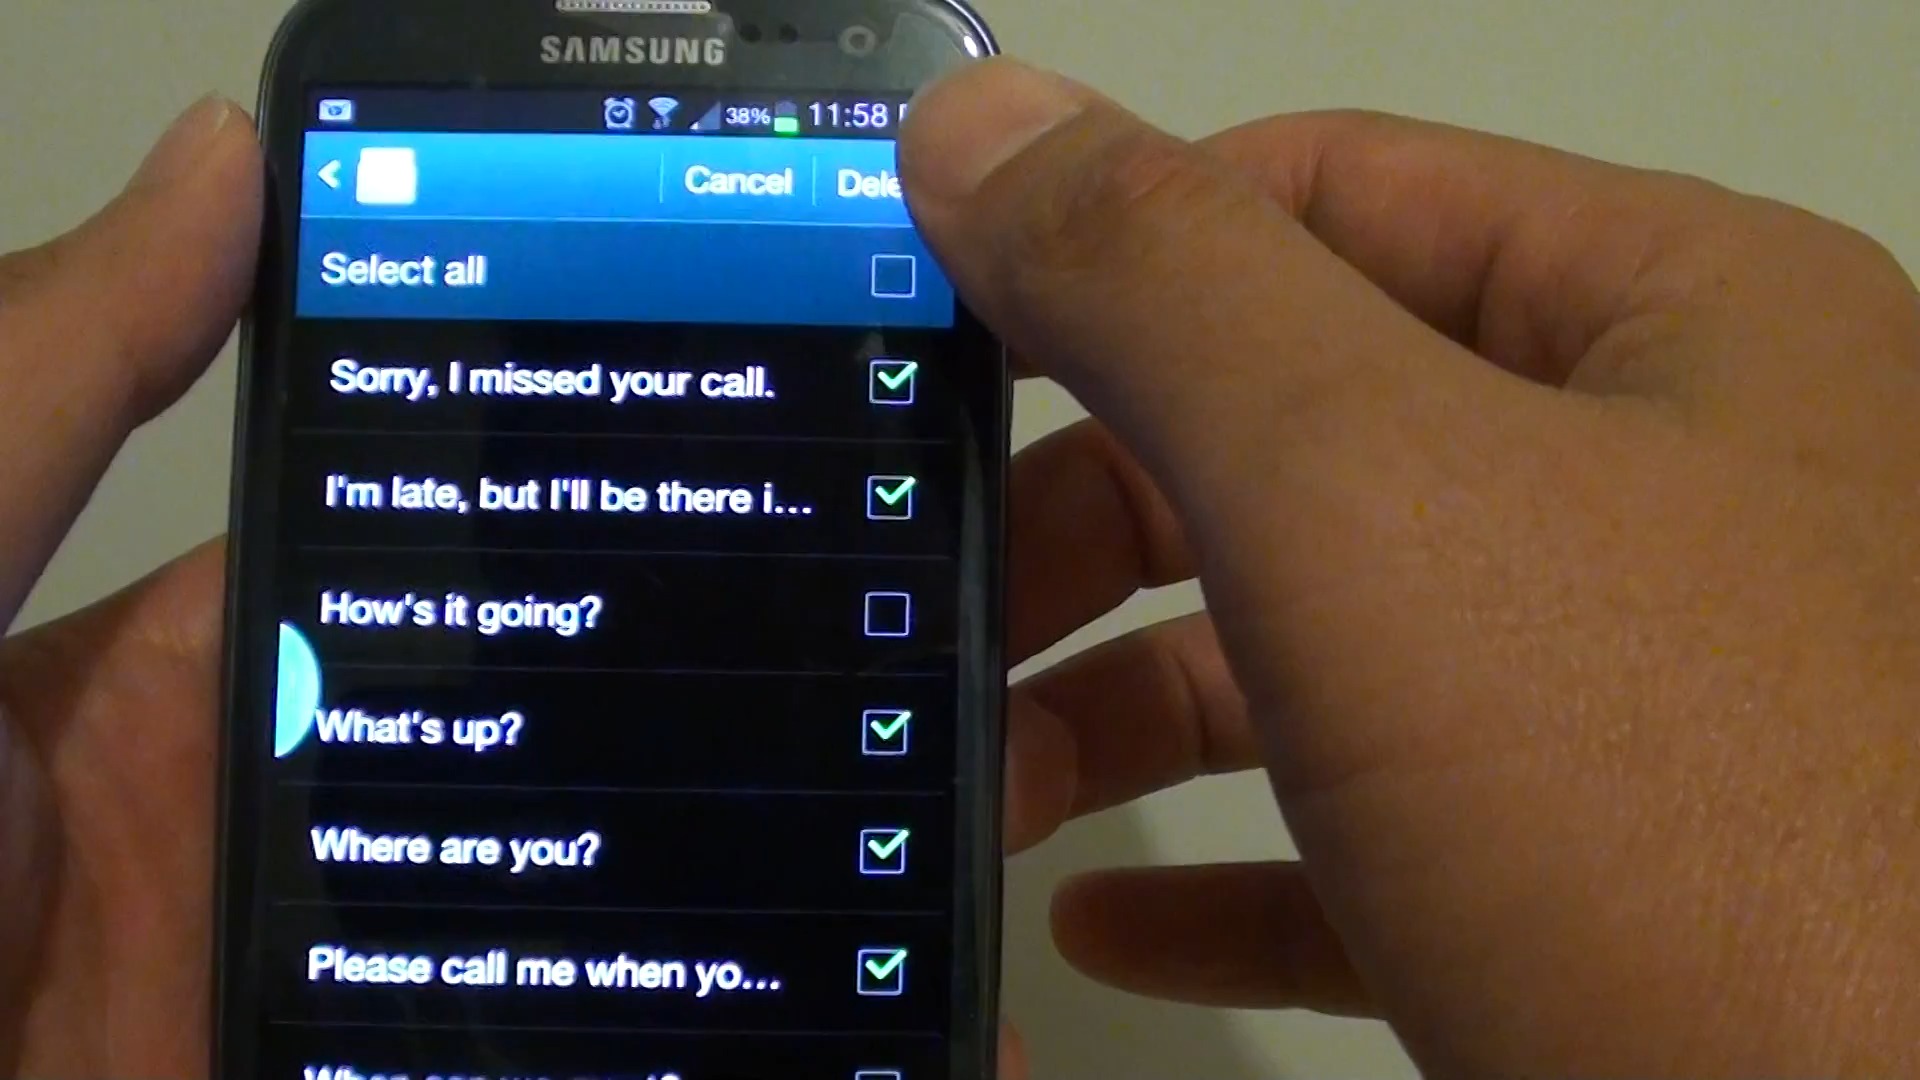 SAMSUNG
38% 11:58
< Cancel Dele
Select all
Sorry, I missed your call.
I'm late, but I'll be there i...
How's it going?
What's up?
Where are you?
Please call me when yo...